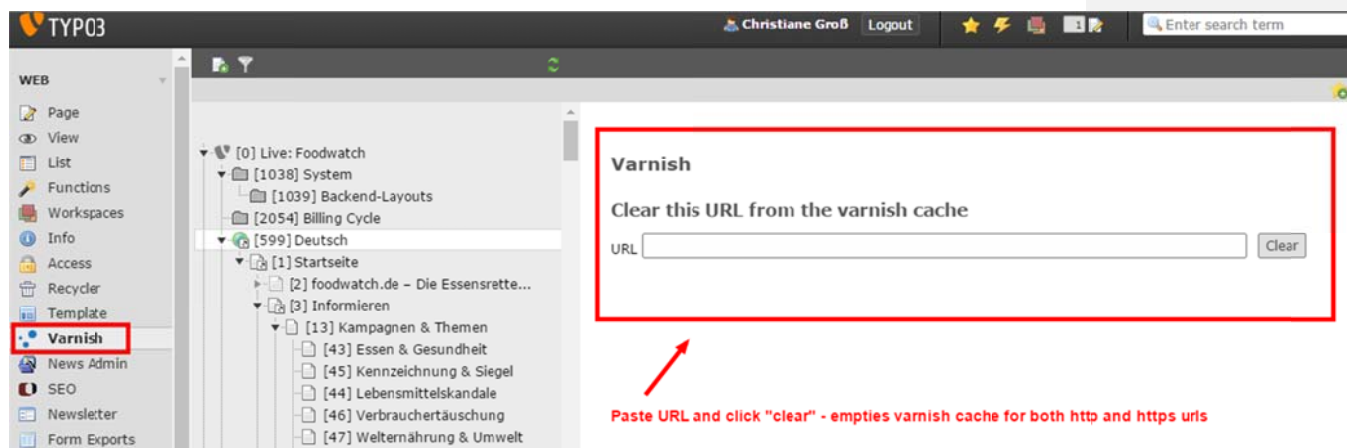 TYPO3
Christiane Groß
Logout
1
Enter search term
WEB
Page
View
List
Functions
Workspaces
Info
Access
Recycler
Template
Varnish
News Admin
SEO
Newsletter
Form Exports
[0] Live: Foodwatch
[1038] System
[1039] Backend-Layouts
[2054] Billing Cycle
[599] Deutsch
[1] Startseite
[2] foodwatch.de – Die Essensrette...
[3] Informieren
[13] Kampagnen & Themen
[43] Essen & Gesundheit
[45] Kennzeichnung & Siegel
[44] Lebensmittelskandale
[46] Verbrauchertäuschung
[47] Welternährung & Umwelt
Varnish
Clear this URL from the varnish cache
URL
Clear
Paste URL and click "clear" - empties varnish cache for both http and https urls